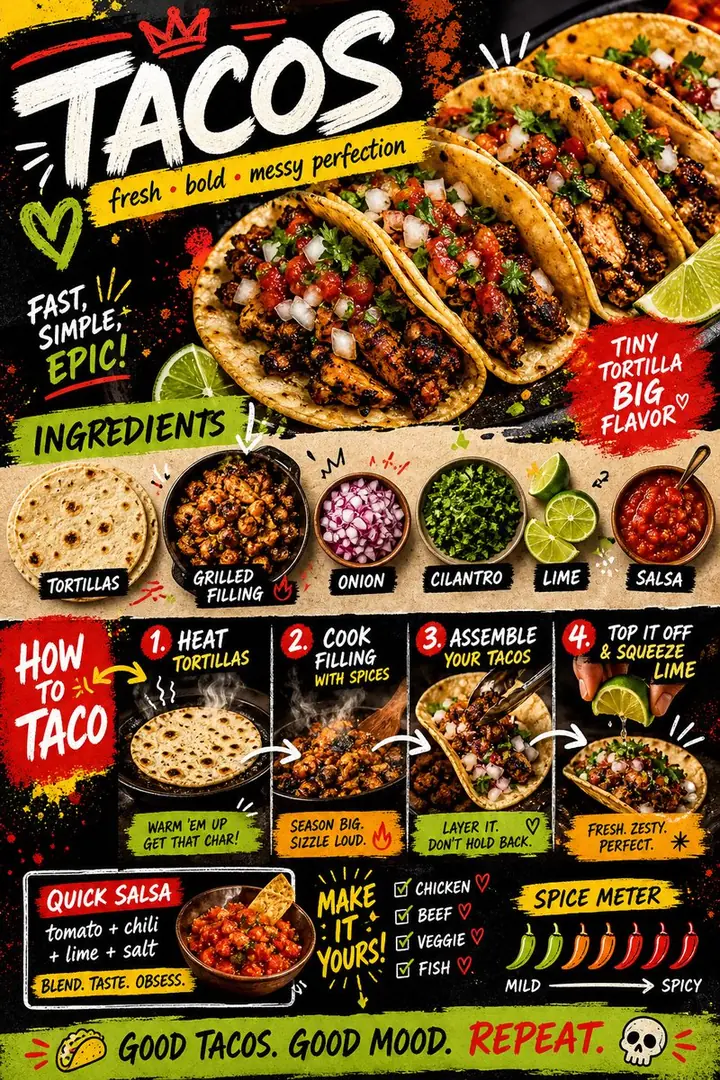 TACOS
fresh • bold • messy perfection
FAST,
SIMPLE,
EPIC!
TINY
TORTILLA
BIG
FLAVOR
INGREDIENTS
TORTILLAS
GRILLED
FILLING
ONION
CILANTRO
LIME
SALSA
HOW
TO
TACO
1. HEAT
TORTILLAS
WARM 'EM UP
GET THAT CHAR!
2. COOK
FILLING
WITH SPICES
SEASON BIG.
SIZZLE LOUD.
3. ASSEMBLE
YOUR TACOS
LAYER IT.
DON'T HOLD BACK.
4. TOP IT OFF
& SQUEEZE
LIME
FRESH. ZESTY.
PERFECT.
QUICK SALSA
tomato + chili
+ lime + salt
BLEND. TASTE. OBSESS.
MAKE
IT
YOURS!
CHICKEN
BEEF
VEGGIE
FISH
SPICE METER
MILD
SPICY
GOOD TACOS. GOOD MOOD. REPEAT.